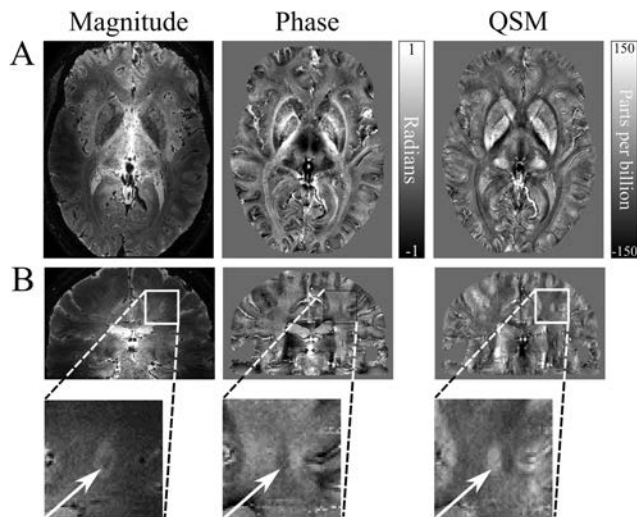 Magnitude Phase QSM
A
1
Radians
-1
150
Parts per billion
-150
B